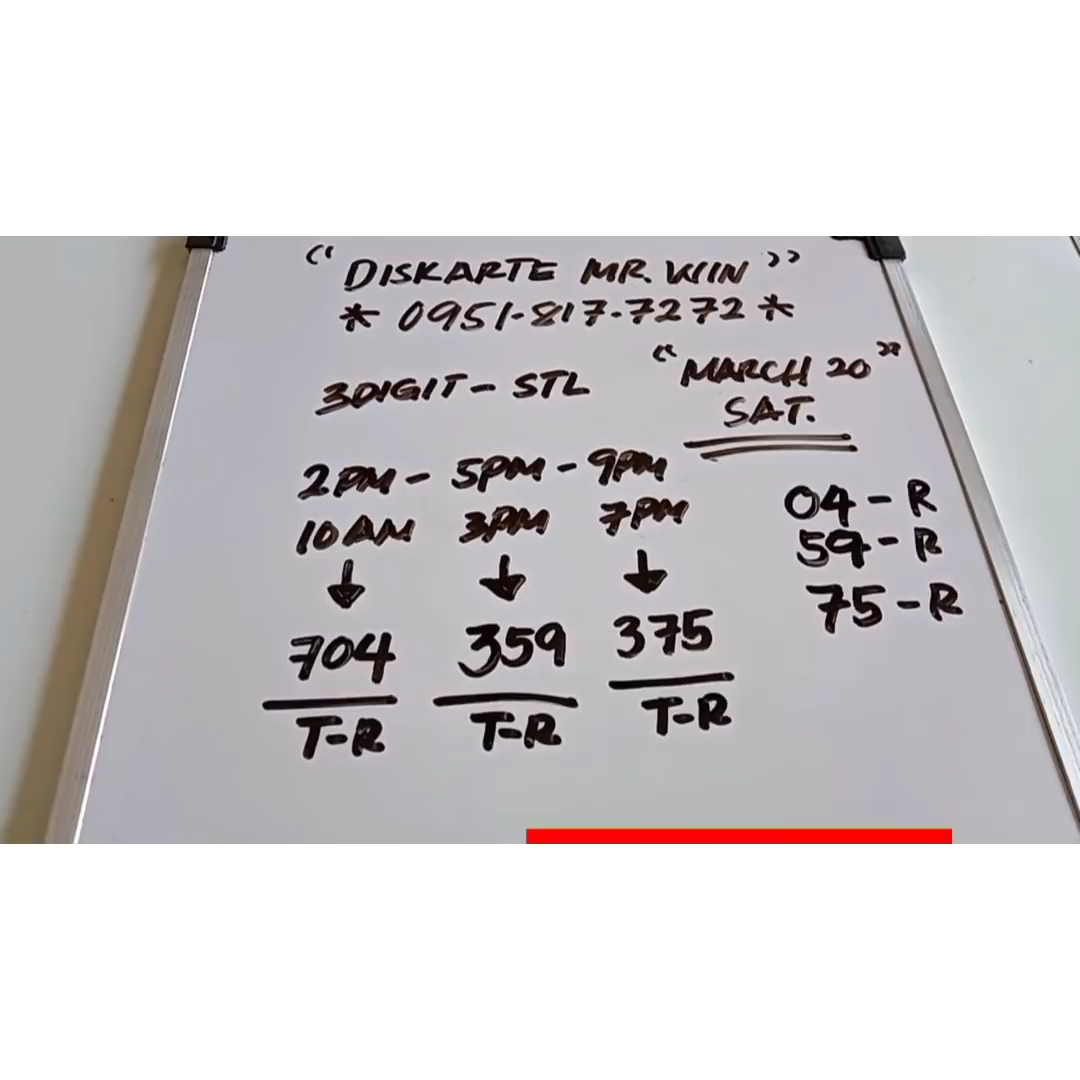 "DISKARTE MR. WIN"
* 0951-817-7272 *
3DIGIT - STL
"MARCH 20"
SAT.
2PM - 5PM - 9PM
10AM 3PM 7PM
704 359 375
T-R T-R T-R
04 - R
59 - R
75 - R